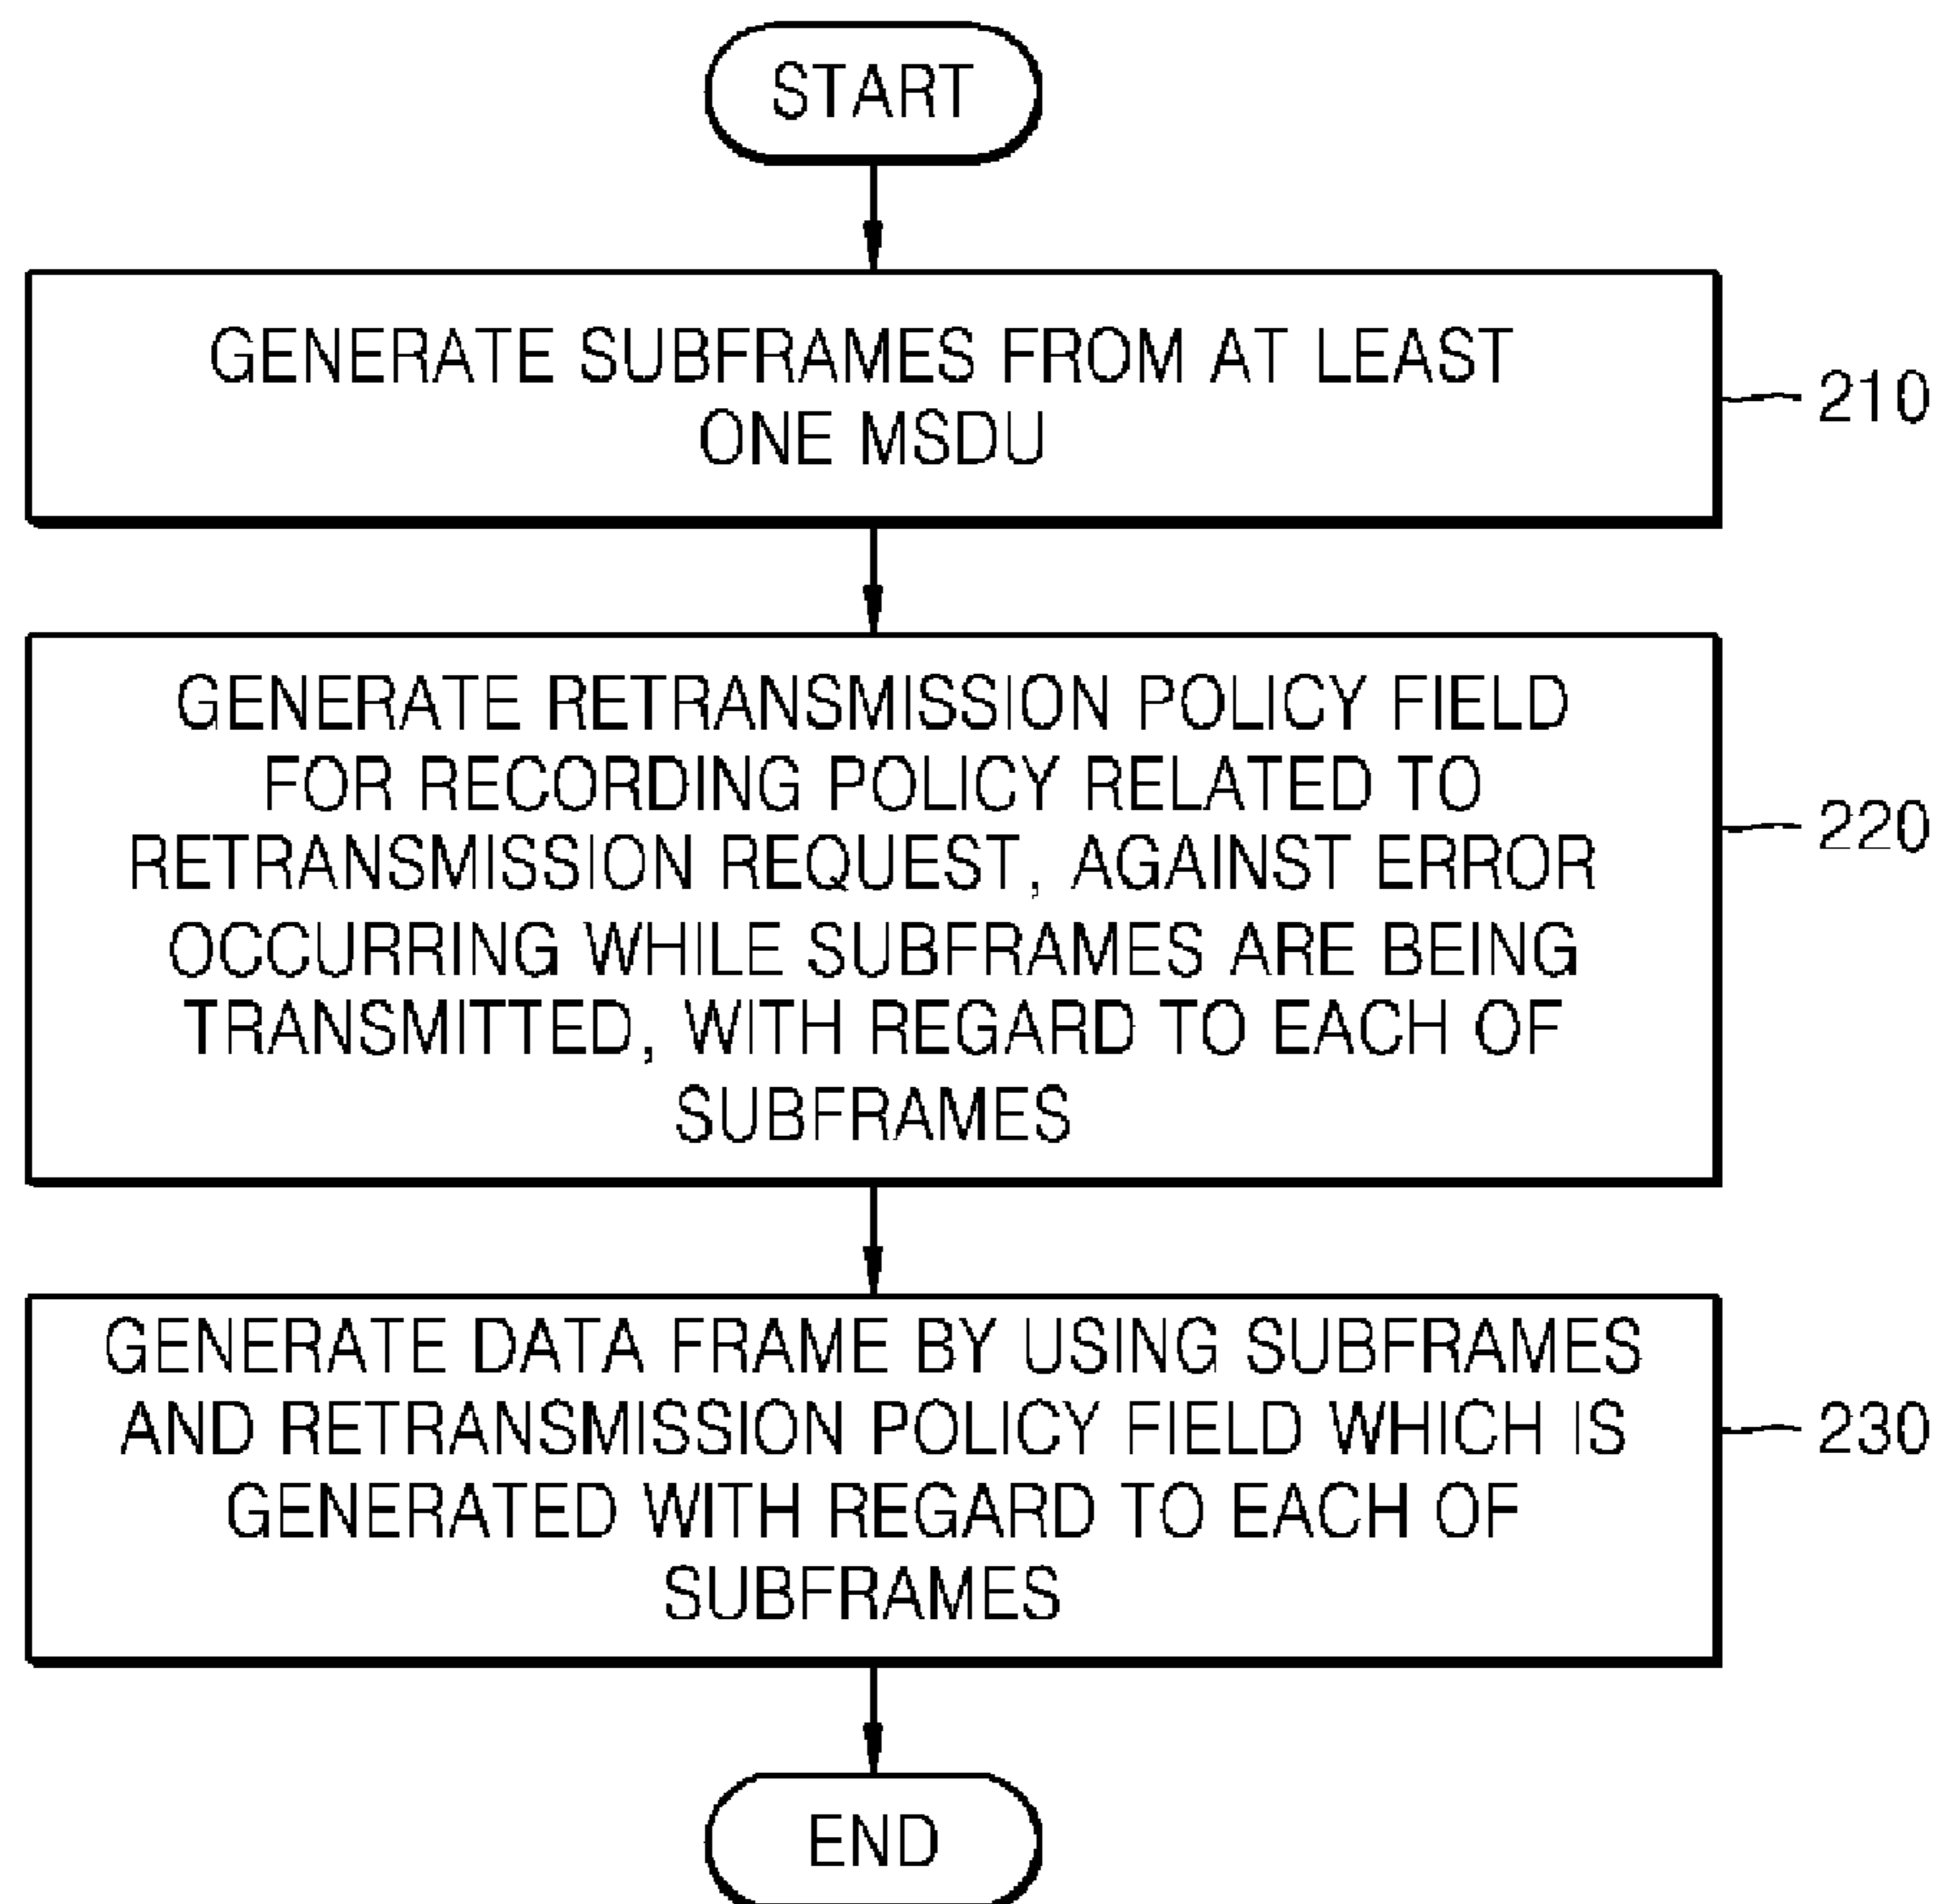 START
GENERATE SUBFRAMES FROM AT LEAST
ONE MSDU
210
GENERATE RETRANSMISSION POLICY FIELD
FOR RECORDING POLICY RELATED TO
RETRANSMISSION REQUEST, AGAINST ERROR
OCCURRING WHILE SUBFRAMES ARE BEING
TRANSMITTED, WITH REGARD TO EACH OF
SUBFRAMES
220
GENERATE DATA FRAME BY USING SUBFRAMES
AND RETRANSMISSION POLICY FIELD WHICH IS
GENERATED WITH REGARD TO EACH OF
SUBFRAMES
230
END